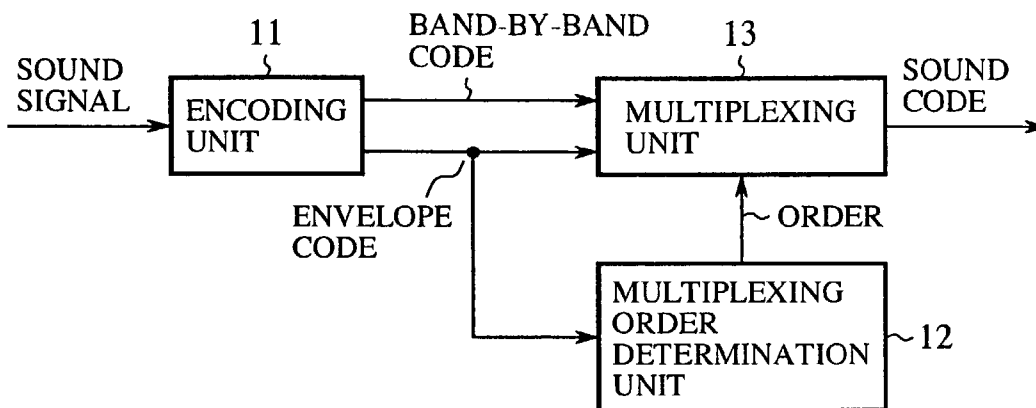 SOUND
SIGNAL
11
ENCODING
UNIT
BAND-BY-BAND
CODE
ENVELOPE
CODE
13
MULTIPLEXING
UNIT
SOUND
CODE
ORDER
MULTIPLEXING
ORDER
DETERMINATION
UNIT
12